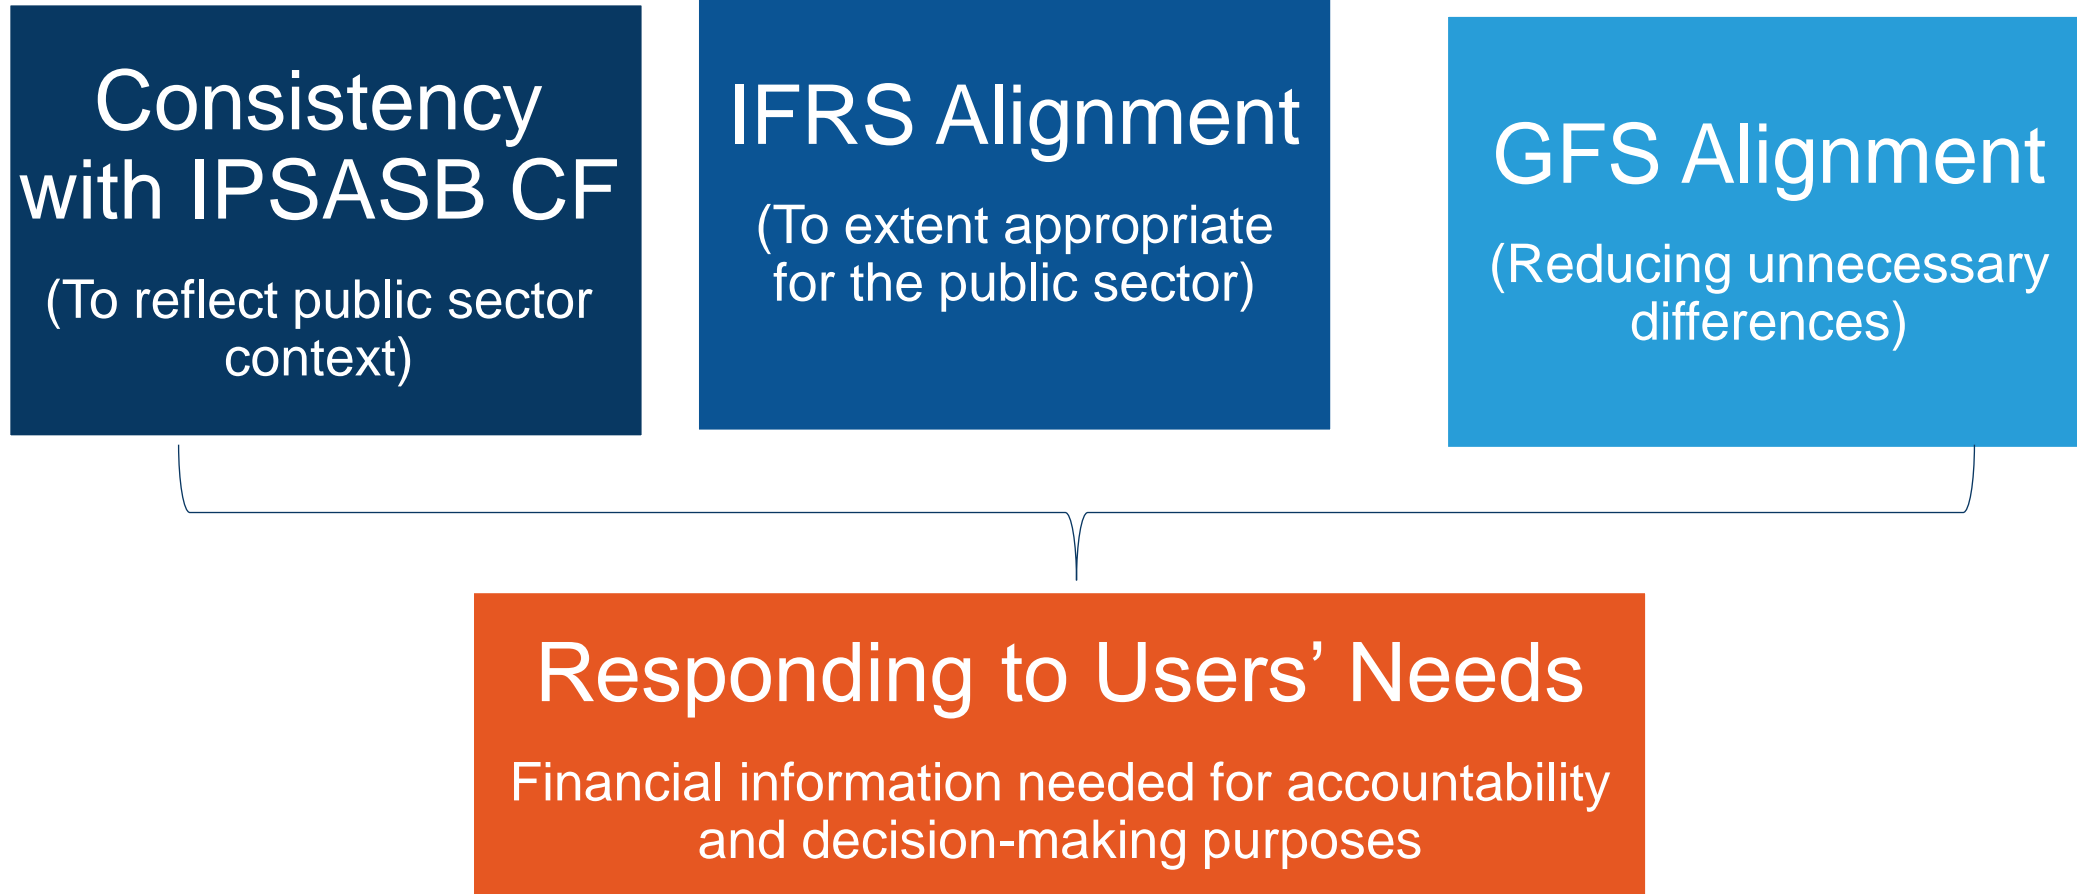 Consistency
with IPSASB CF
(To reflect public sector
context)
IFRS Alignment
(To extent appropriate
for the public sector)
GFS Alignment
(Reducing unnecessary
differences)
Responding to Users’ Needs
Financial information needed for accountability
and decision-making purposes